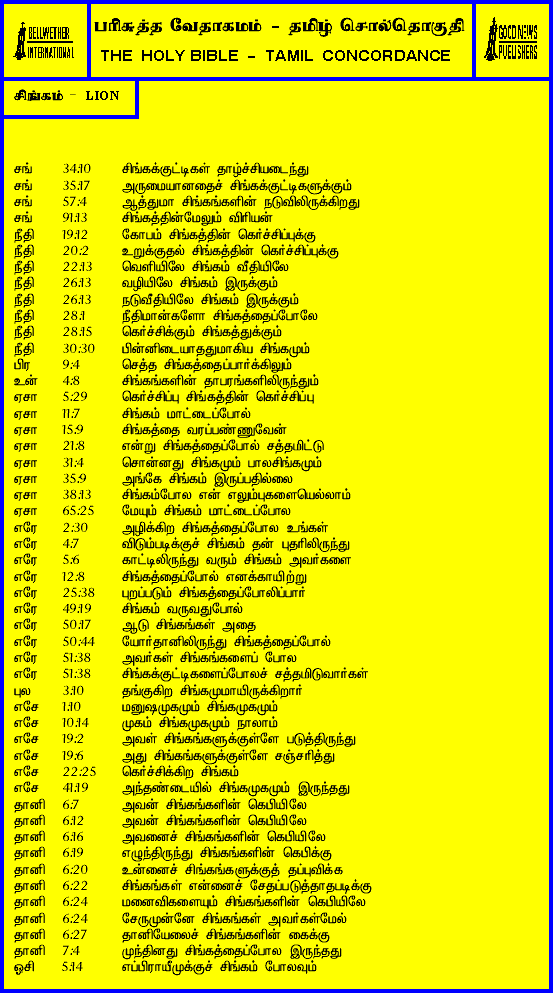 BELLWETHER
INTERNATIONAL
பரிசுத்த வேதாகமம் - தமிழ் சொல்தொகுதி
THE HOLY BIBLE - TAMIL CONCORDANCE
GOOD NEWS
PUBLISHERS
சிங்கம் - LION
சங் 34:10 சிங்கக்குட்டிகள் தாழ்ச்சியடைந்து
சங் 35:17 அருமையானதைச் சிங்கக்குட்டிகளுக்கும்
சங் 57:4 ஆத்துமா சிங்கங்களின் நடுவிலிருக்கிறது
சங் 91:13 சிங்கத்தின்மேலும் விரியன்
நீதி 19:12 கோபம் சிங்கத்தின் கெர்ச்சிப்புக்கு
நீதி 20:2 உறுக்குதல் சிங்கத்தின் கெர்ச்சிப்புக்கு
நீதி 22:13 வெளியிலே சிங்கம் வீதியிலே
நீதி 26:13 வழியிலே சிங்கம் இருக்கும்
நீதி 26:13 நடுவீதியிலே சிங்கம் இருக்கும்
நீதி 28:1 நீதிமான்களோ சிங்கத்தைப்போலே
நீதி 28:15 கெர்ச்சிக்கும் சிங்கத்துக்கும்
நீதி 30:30 பின்னிடையாததுமாகிய சிங்கமும்
பிர 9:4 செத்த சிங்கத்தைப்பார்க்கிலும்
உன் 4:8 சிங்கங்களின் தாபரங்களிலிருந்தும்
ஏசா 5:29 கெர்ச்சிப்பு சிங்கத்தின் கெர்ச்சிப்பு
ஏசா 11:7 சிங்கம் மாட்டைப்போல்
ஏசா 15:9 சிங்கத்தை வரப்பண்ணுவேன்
ஏசா 21:8 என்று சிங்கத்தைப்போல் சத்தமிட்டு
ஏசா 31:4 சொன்னது சிங்கமும் பாலசிங்கமும்
ஏசா 35:9 அங்கே சிங்கம் இருப்பதில்லை
ஏசா 38:13 சிங்கம்போல என் எலும்புகளையெல்லாம்
ஏசா 65:25 மேயும் சிங்கம் மாட்டைப்போல
எரே 2:30 அழிக்கிற சிங்கத்தைப்போல உங்கள்
எரே 4:7 விடும்படிக்குச் சிங்கம் தன் புதரிலிருந்து
எரே 5:6 காட்டிலிருந்து வரும் சிங்கம் அவர்களை
எரே 12:8 சிங்கத்தைப்போல் எனக்காயிற்று
எரே 25:38 புறப்படும் சிங்கத்தைப்போலிப்பார்
எரே 49:19 சிங்கம் வருவதுபோல்
எரே 50:17 ஆடு சிங்கங்கள் அதை
எரே 50:44 யோர்தானிலிருந்து சிங்கத்தைப்போல்
எரே 51:38 அவர்கள் சிங்கங்களைப் போல
எரே 51:38 சிங்கக்குட்டிகளைப்போலச் சத்தமிடுவார்கள்
புல 3:10 தங்குகிற சிங்கமுமாயிருக்கிறார்
எசே 1:10 மனுஷமுகமும் சிங்கமுகமும்
எசே 10:14 முகம் சிங்கமுகமும் நாலாம்
எசே 19:2 அவள் சிங்கங்களுக்குள்ளே படுத்திருந்து
எசே 19:6 அது சிங்கங்களுக்குள்ளே சஞ்சரித்து
எசே 22:25 கெர்ச்சிக்கிற சிங்கம்
எசே 41:19 அந்தண்டையில் சிங்கமுகமும் இருந்தது
தானி 6:7 அவன் சிங்கங்களின் கெபியிலே
தானி 6:12 அவன் சிங்கங்களின் கெபியிலே
தானி 6:16 அவனைச் சிங்கங்களின் கெபியிலே
தானி 6:19 எழுந்திருந்து சிங்கங்களின் கெபிக்கு
தானி 6:20 உன்னைச் சிங்கங்களுக்குத் தப்புவிக்க
தானி 6:22 சிங்கங்கள் என்னைச் சேதப்படுத்தாதபடிக்கு
தானி 6:24 மனைவிகளையும் சிங்கங்களின் கெபியிலே
தானி 6:24 சேருமுன்னே சிங்கங்கள் அவர்கள்மேல்
தானி 6:27 தானியேலைச் சிங்கங்களின் கைக்கு
தானி 7:4 முந்தினது சிங்கத்தைப்போல இருந்தது
ஓசி 5:14 எப்பிராயீமுக்குச் சிங்கம் போலவும்